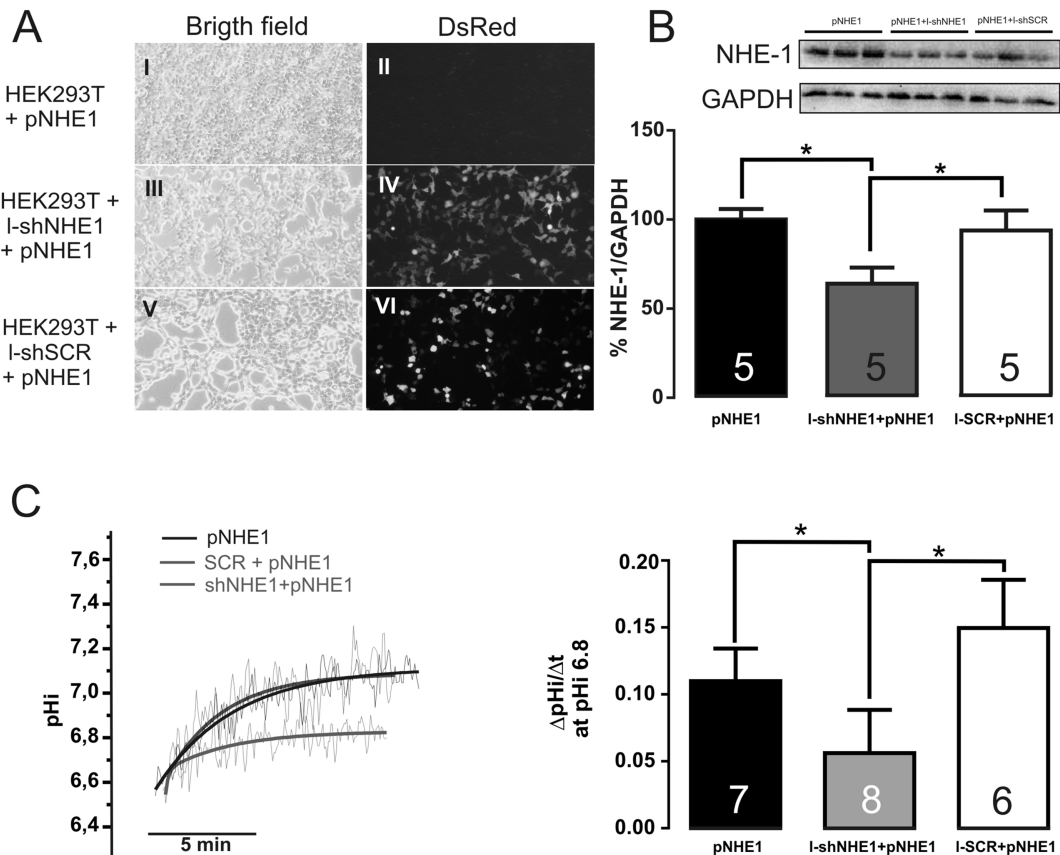 A
Brigth field
DsRed
HEK293T
+ pNHE1
I
II
HEK293T +
l-shNHE1
+ pNHE1
III
IV
HEK293T +
l-shSCR
+ pNHE1
V
VI
B
pNHE1
pNHE1+l-shNHE1
pNHE1+l-shSCR
NHE-1
GAPDH
% NHE-1/GAPDH
150
100
50
0
*
*
5
5
5
pNHE1
l-shNHE1+pNHE1
l-SCR+pNHE1
C
pHi
7,6
7,4
7,2
7,0
6,8
6,6
6,4
pNHE1
SCR + pNHE1
shNHE1+pNHE1
5 min
ΔpHi/Δt
at pHi 6.8
0.20
0.15
0.10
0.05
0.00
*
*
7
8
6
pNHE1
l-shNHE1+pNHE1
l-SCR+pNHE1